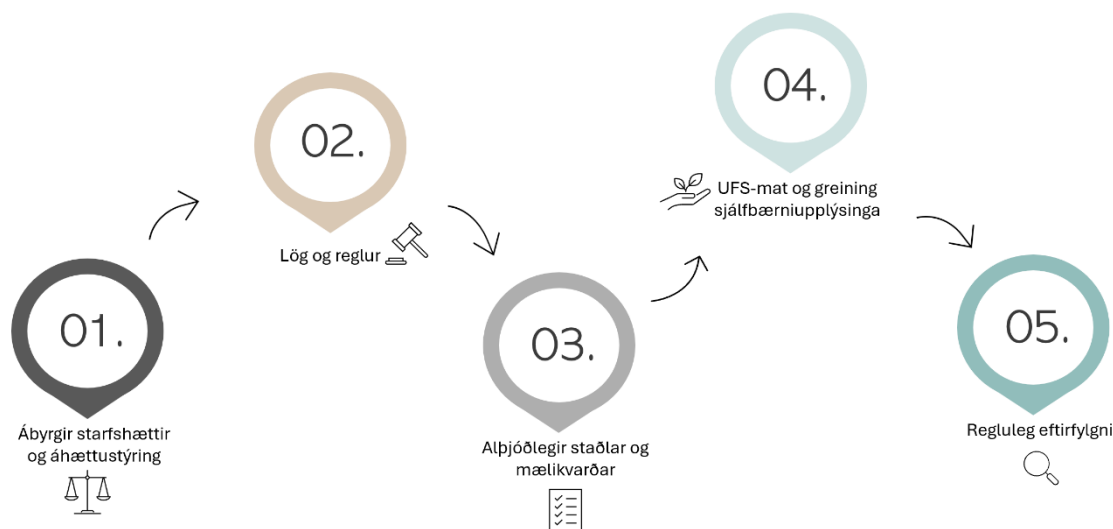 01.
Ábyrgir starfshættir
og áhættustýring
02.
Lög og reglur
03.
Alþjóðlegir staðlar og
mælikvarðar
04.
UFS-mat og greining
sjálfbærniupplýsinga
05.
Regluleg eftirfylgni